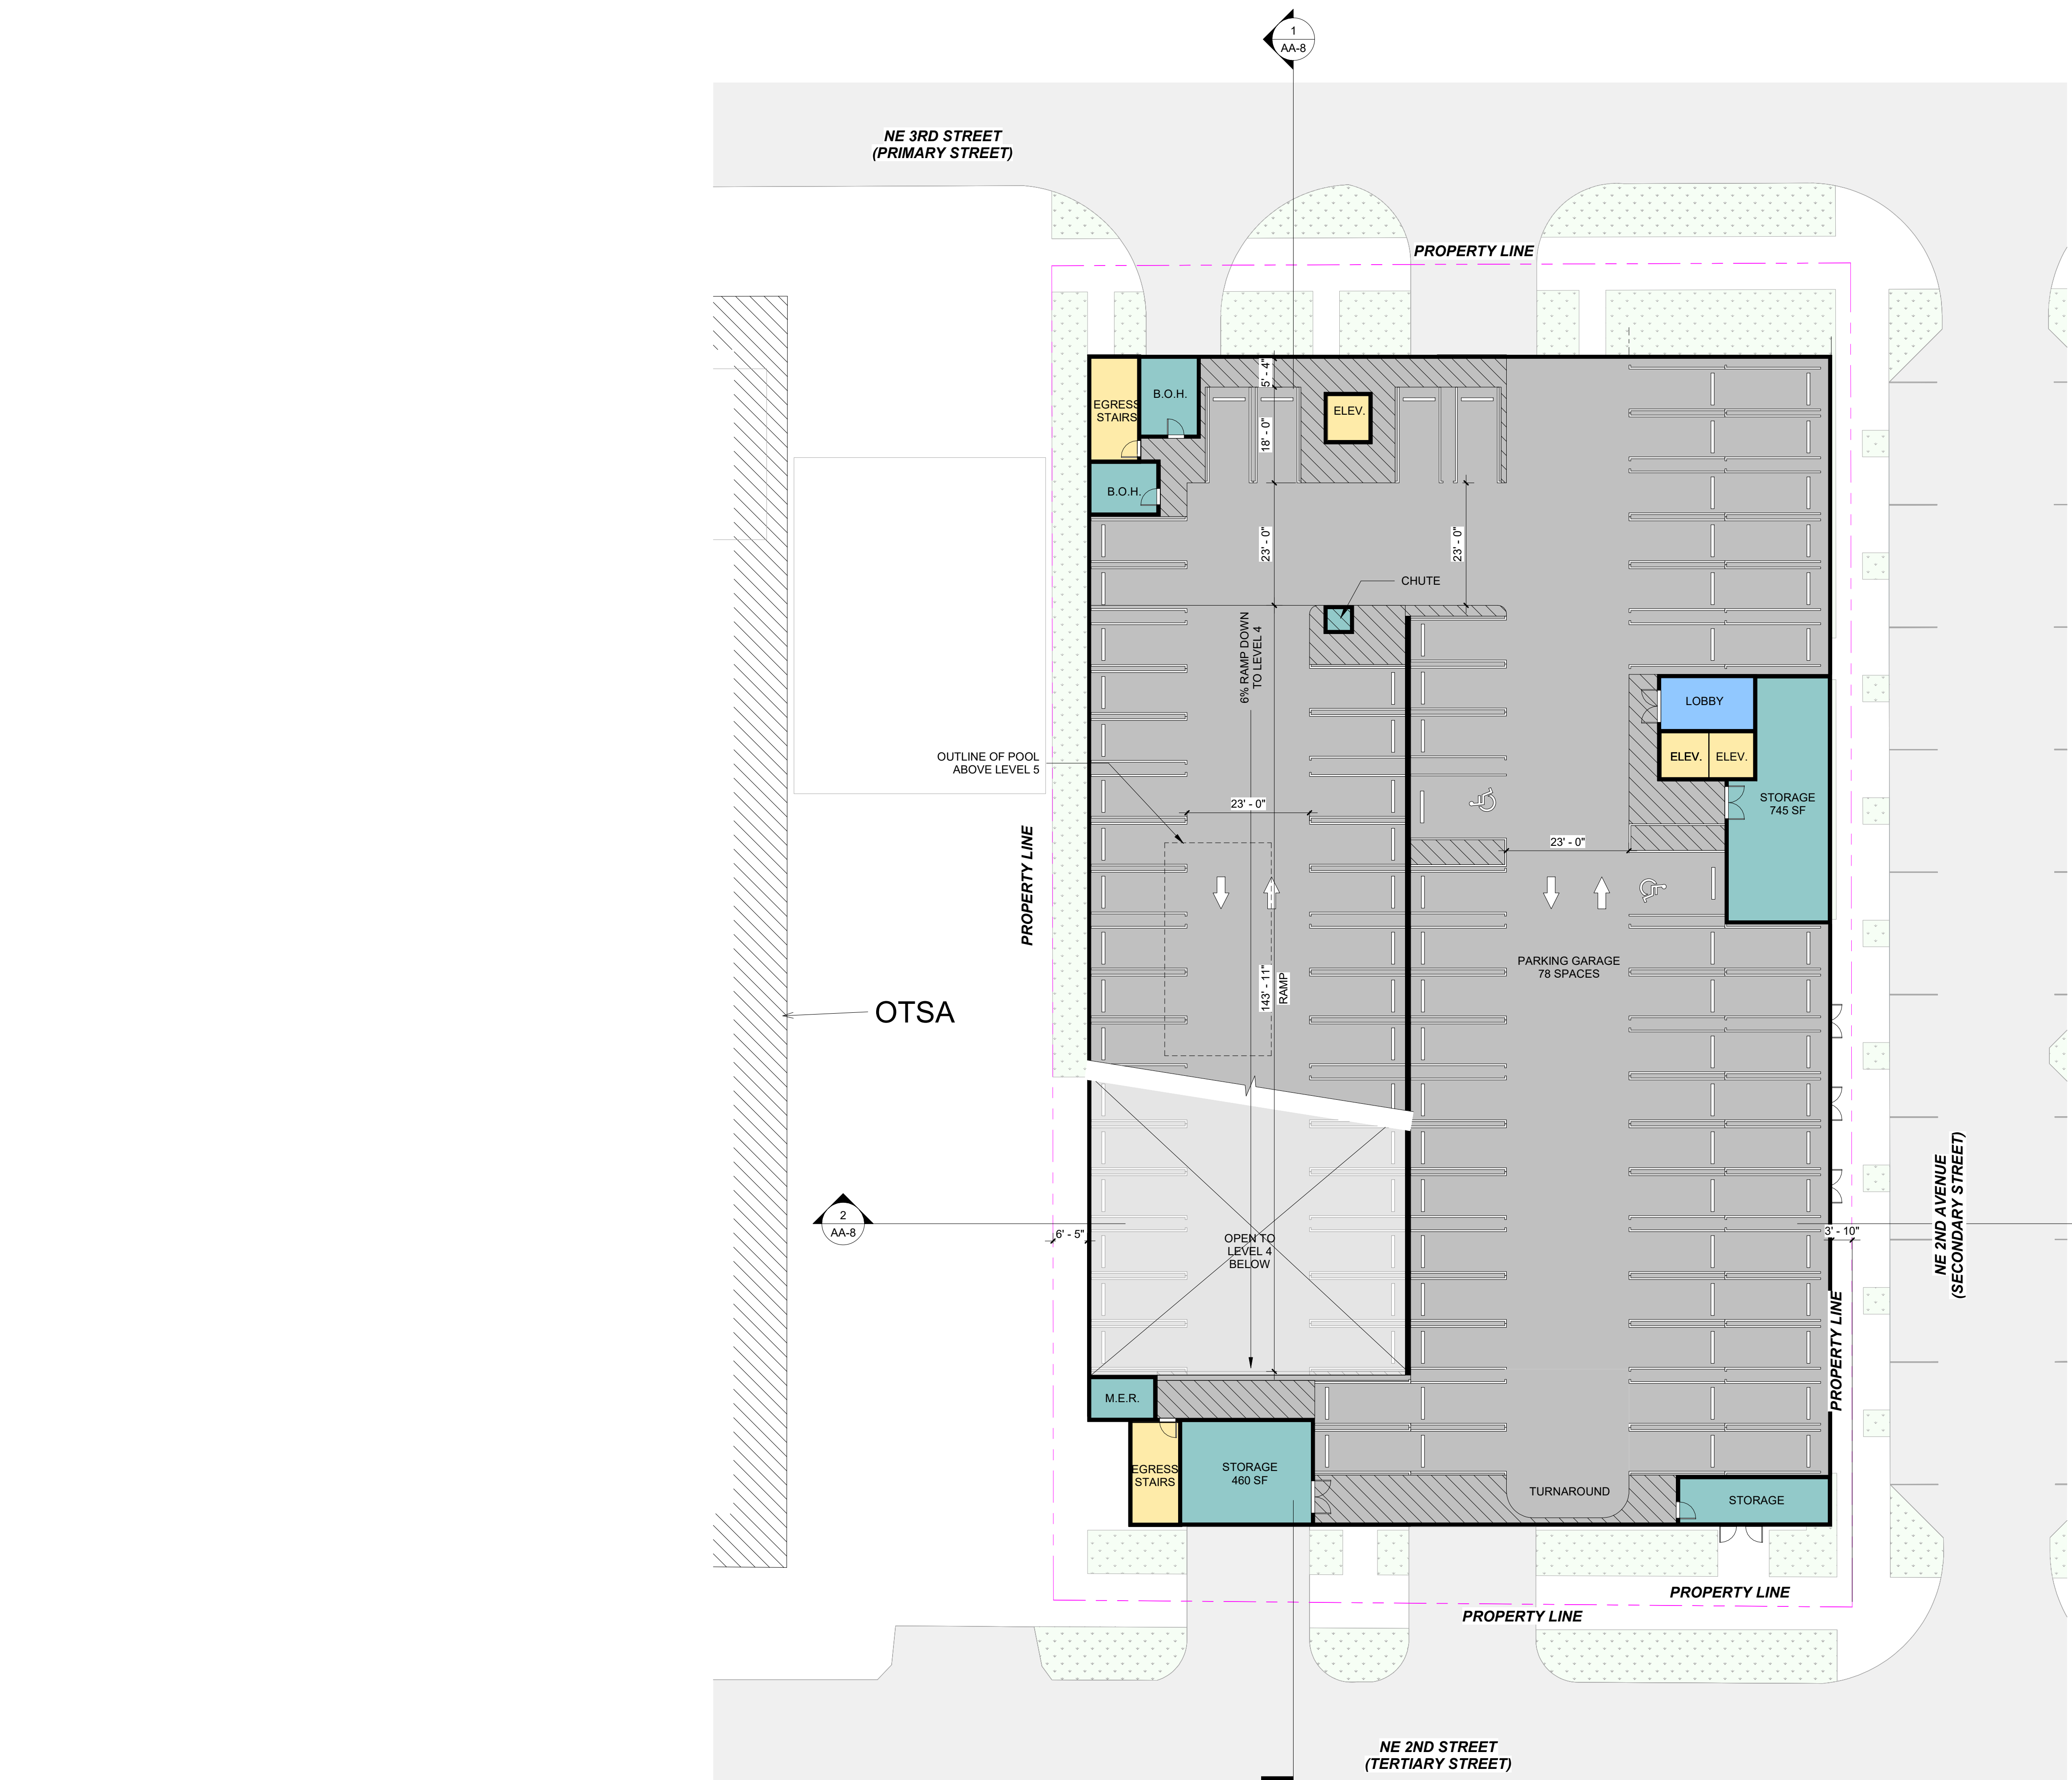 1
AA-8
NE 3RD STREET
(PRIMARY STREET)
PROPERTY LINE
5' - 4"
B.O.H.
EGRESS
STAIRS
ELEV.
18' - 0"
B.O.H.
23' - 0"
23' - 0"
CHUTE
6% RAMP DOWN
TO LEVEL 4
LOBBY
OUTLINE OF POOL
ABOVE LEVEL 5
ELEV.
ELEV.
STORAGE
745 SF
23' - 0"
23' - 0"
PROPERTY LINE
PARKING GARAGE
78 SPACES
143' - 11"
RAMP
OTSA
2
AA-8
6' - 5"
OPEN TO
LEVEL 4
BELOW
3' - 10"
NE 2ND AVENUE
(SECONDARY STREET)
PROPERTY LINE
M.E.R.
EGRESS
STAIRS
STORAGE
460 SF
TURNAROUND
STORAGE
PROPERTY LINE
PROPERTY LINE
NE 2ND STREET
(TERTIARY STREET)